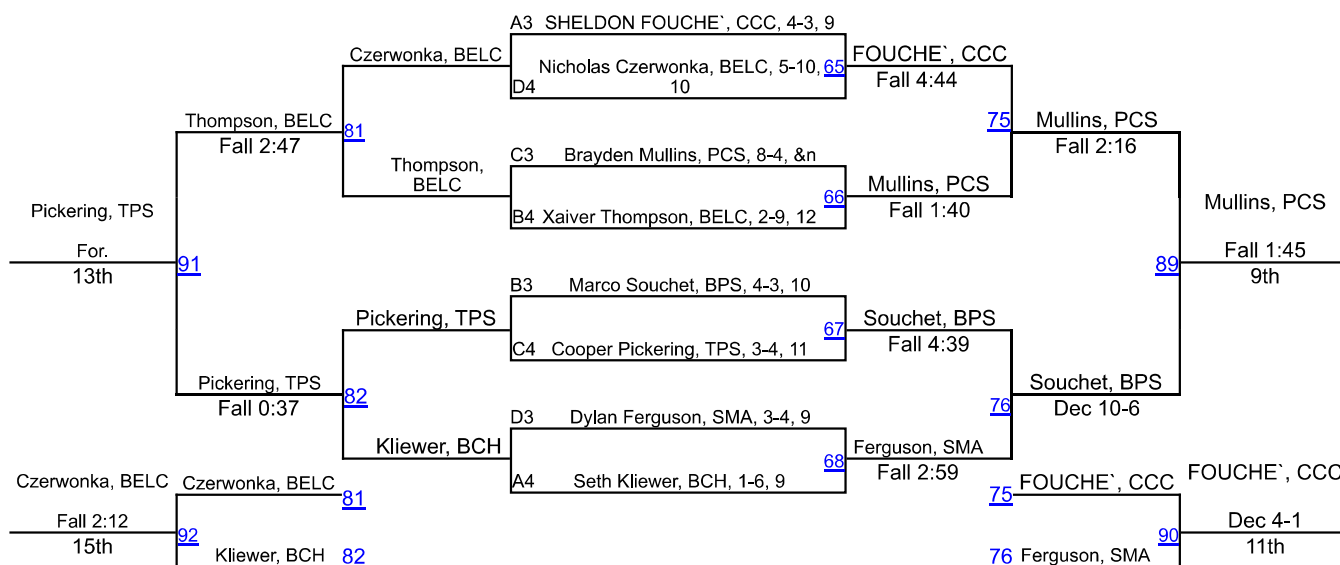 A3 SHELDON FOUCHE`, CCC, 4-3, 9
Czerwonka, BELC
FOUCHE`, CCC
Nicholas Czerwonka, BELC, 5-10, 65
10
D4
Fall 4:44
Thompson, BELC
81
75
Mullins, PCS
Fall 2:47
Fall 2:16
C3 Brayden Mullins, PCS, 8-4, &n
Thompson,
BELC
66
Mullins, PCS
Fall 1:40
B4 Xaiver Thompson, BELC, 2-9, 12
Pickering, TPS
Mullins, PCS
For.
13th
91
89
Fall 1:45
9th
B3 Marco Souchet, BPS, 4-3, 10
Pickering, TPS
67
Souchet, BPS
Fall 4:39
C4 Cooper Pickering, TPS, 3-4, 11
Pickering, TPS
Fall 0:37
82
76
Souchet, BPS
Dec 10-6
D3 Dylan Ferguson, SMA, 3-4, 9
Kliewer, BCH
68
Ferguson, SMA
Fall 2:59
A4 Seth Kliewer, BCH, 1-6, 9
Czerwonka, BELC
Czerwonka, BELC
81
75
FOUCHE`, CCC
FOUCHE`, CCC
Fall 2:12
15th
92
90
Dec 4-1
11th
Kliewer, BCH
82
76
Ferguson, SMA